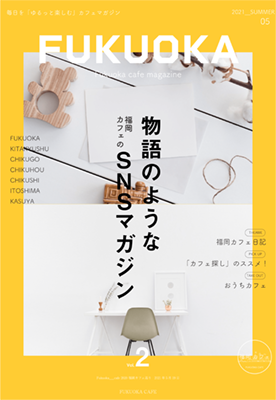 毎日を「ゆるっと楽しむ」カフェマガジン
2021_SUMMER
05
FUKUOKA
Fukuoka cafe magazine
物語のような
福岡
カフェの
SNSマガジン
FUKUOKA
KITAKYUSHU
CHIKUGO
CHIKUHOU
CHIKUSHI
ITOSHIMA
KASUYA
福岡カフェ日記
PICK UP
「カフェ探し」のススメ！
おうちカフェ
VOL.2